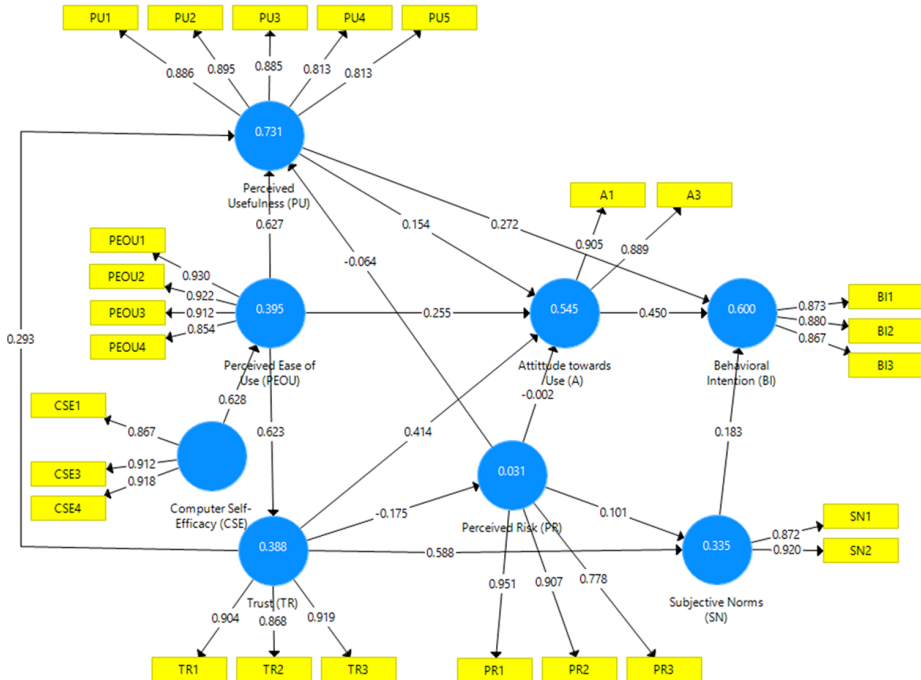 PU1
PU2
PU3
PU4
PU5
0.886
0.895
0.885
0.813
0.813
0.731
Perceived
Usefulness (PU)
A1
A3
0.627
0.154
0.272
0.905
0.889
-0.064
PEOU1
PEOU2
PEOU3
PEOU4
0.930
0.922
0.912
0.854
0.395
0.255
0.545
0.450
0.600
0.873
0.880
0.867
BI1
BI2
BI3
0.293
Perceived Ease of
Use (PEOU)
Attitude towards
Use (A)
Behavioral
Intention (BI)
-0.002
0.628
0.623
0.414
0.183
CSE1
CSE3
CSE4
0.867
0.912
0.918
Computer Self-
Efficacy (CSE)
0.031
Perceived Risk (PR)
-0.175
0.101
0.388
0.588
0.335
0.872
0.920
SN1
SN2
Trust (TR)
Subjective Norms
(SN)
0.904
0.868
0.919
0.951
0.907
0.778
TR1
TR2
TR3
PR1
PR2
PR3